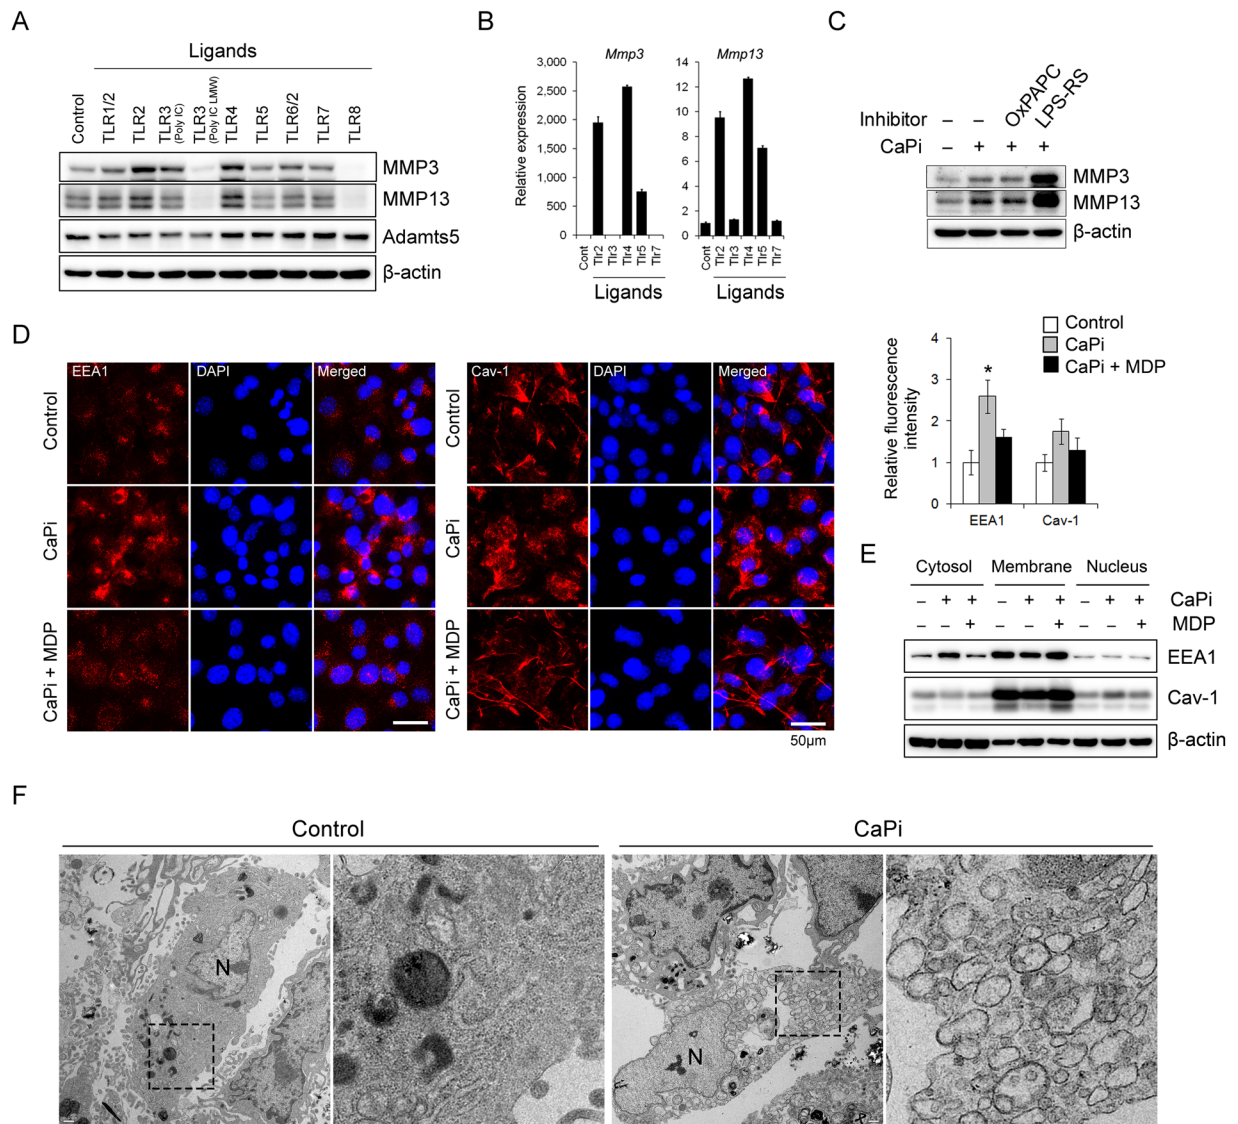 A
Ligands
Control
TLR1/2
TLR2
TLR3
(Poly IC)
TLR3
(Poly IC LMW)
TLR4
TLR5
TLR6/2
TLR7
TLR8
MMP3
MMP13
Adamts5
β-actin
B
Mmp3
Mmp13
Relative expression
3,000
2,500
2,000
1,500
1,000
500
0
14
12
10
8
6
4
2
0
Cont
Tlr2
Tlr3
Tlr4
Tlr5
Tlr7
Cont
Tlr2
Tlr3
Tlr4
Tlr5
Tlr7
Ligands
Ligands
C
OxPAPC
LPS-RS
Inhibitor – –
CaPi – + + +
MMP3
MMP13
β-actin
D
EEA1 DAPI Merged
Cav-1 DAPI Merged
Control
CaPi
CaPi + MDP
Control
CaPi
CaPi + MDP
50μm
Control
CaPi
CaPi + MDP
Relative fluorescence
intensity
4
3
2
1
0
*
EEA1 Cav-1
E
Cytosol Membrane Nucleus
– + + – + + – + + CaPi
– – + – – + – – + MDP
EEA1
Cav-1
β-actin
F
Control
CaPi
N
N